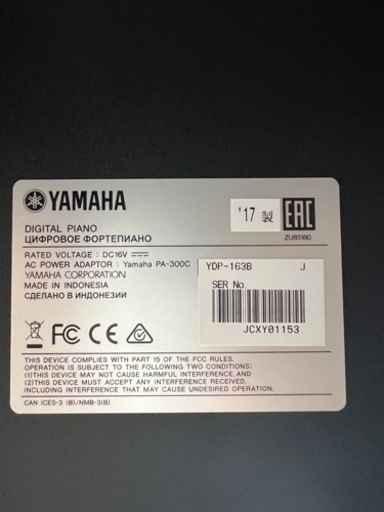 YAMAHA
'17 製
EAC
ZU85180
DIGITAL PIANO
ЦИФРОВОЕ ФОРТЕПИАНО
RATED VOLTAGE : DC16V
AC POWER ADAPTOR : Yamaha PA-300C
YAMAHA CORPORATION
MADE IN INDONESIA
СДЕЛАНО В ИНДОНЕЗИИ
YDP-163B J
SER No.
JCXY01153
FC CE
THIS DEVICE COMPLIES WITH PART 15 OF THE FCC RULES.
OPERATION IS SUBJECT TO THE FOLLOWING TWO CONDITIONS:
(1)THIS DEVICE MAY NOT CAUSE HARMFUL INTERFERENCE, AND
(2)THIS DEVICE MUST ACCEPT ANY INTERFERENCE RECEIVED,
INCLUDING INTERFERENCE THAT MAY CAUSE UNDESIRED OPERATION.
CAN ICES-3 (B)/NMB-3(B)